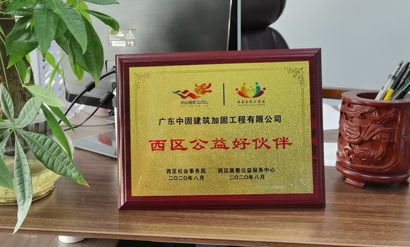 广东中固建筑加固工程有限公司
西区公益好伙伴
西区社会事务局 西区慈善公益服务中心
二〇二〇年八月 二〇二〇年八月